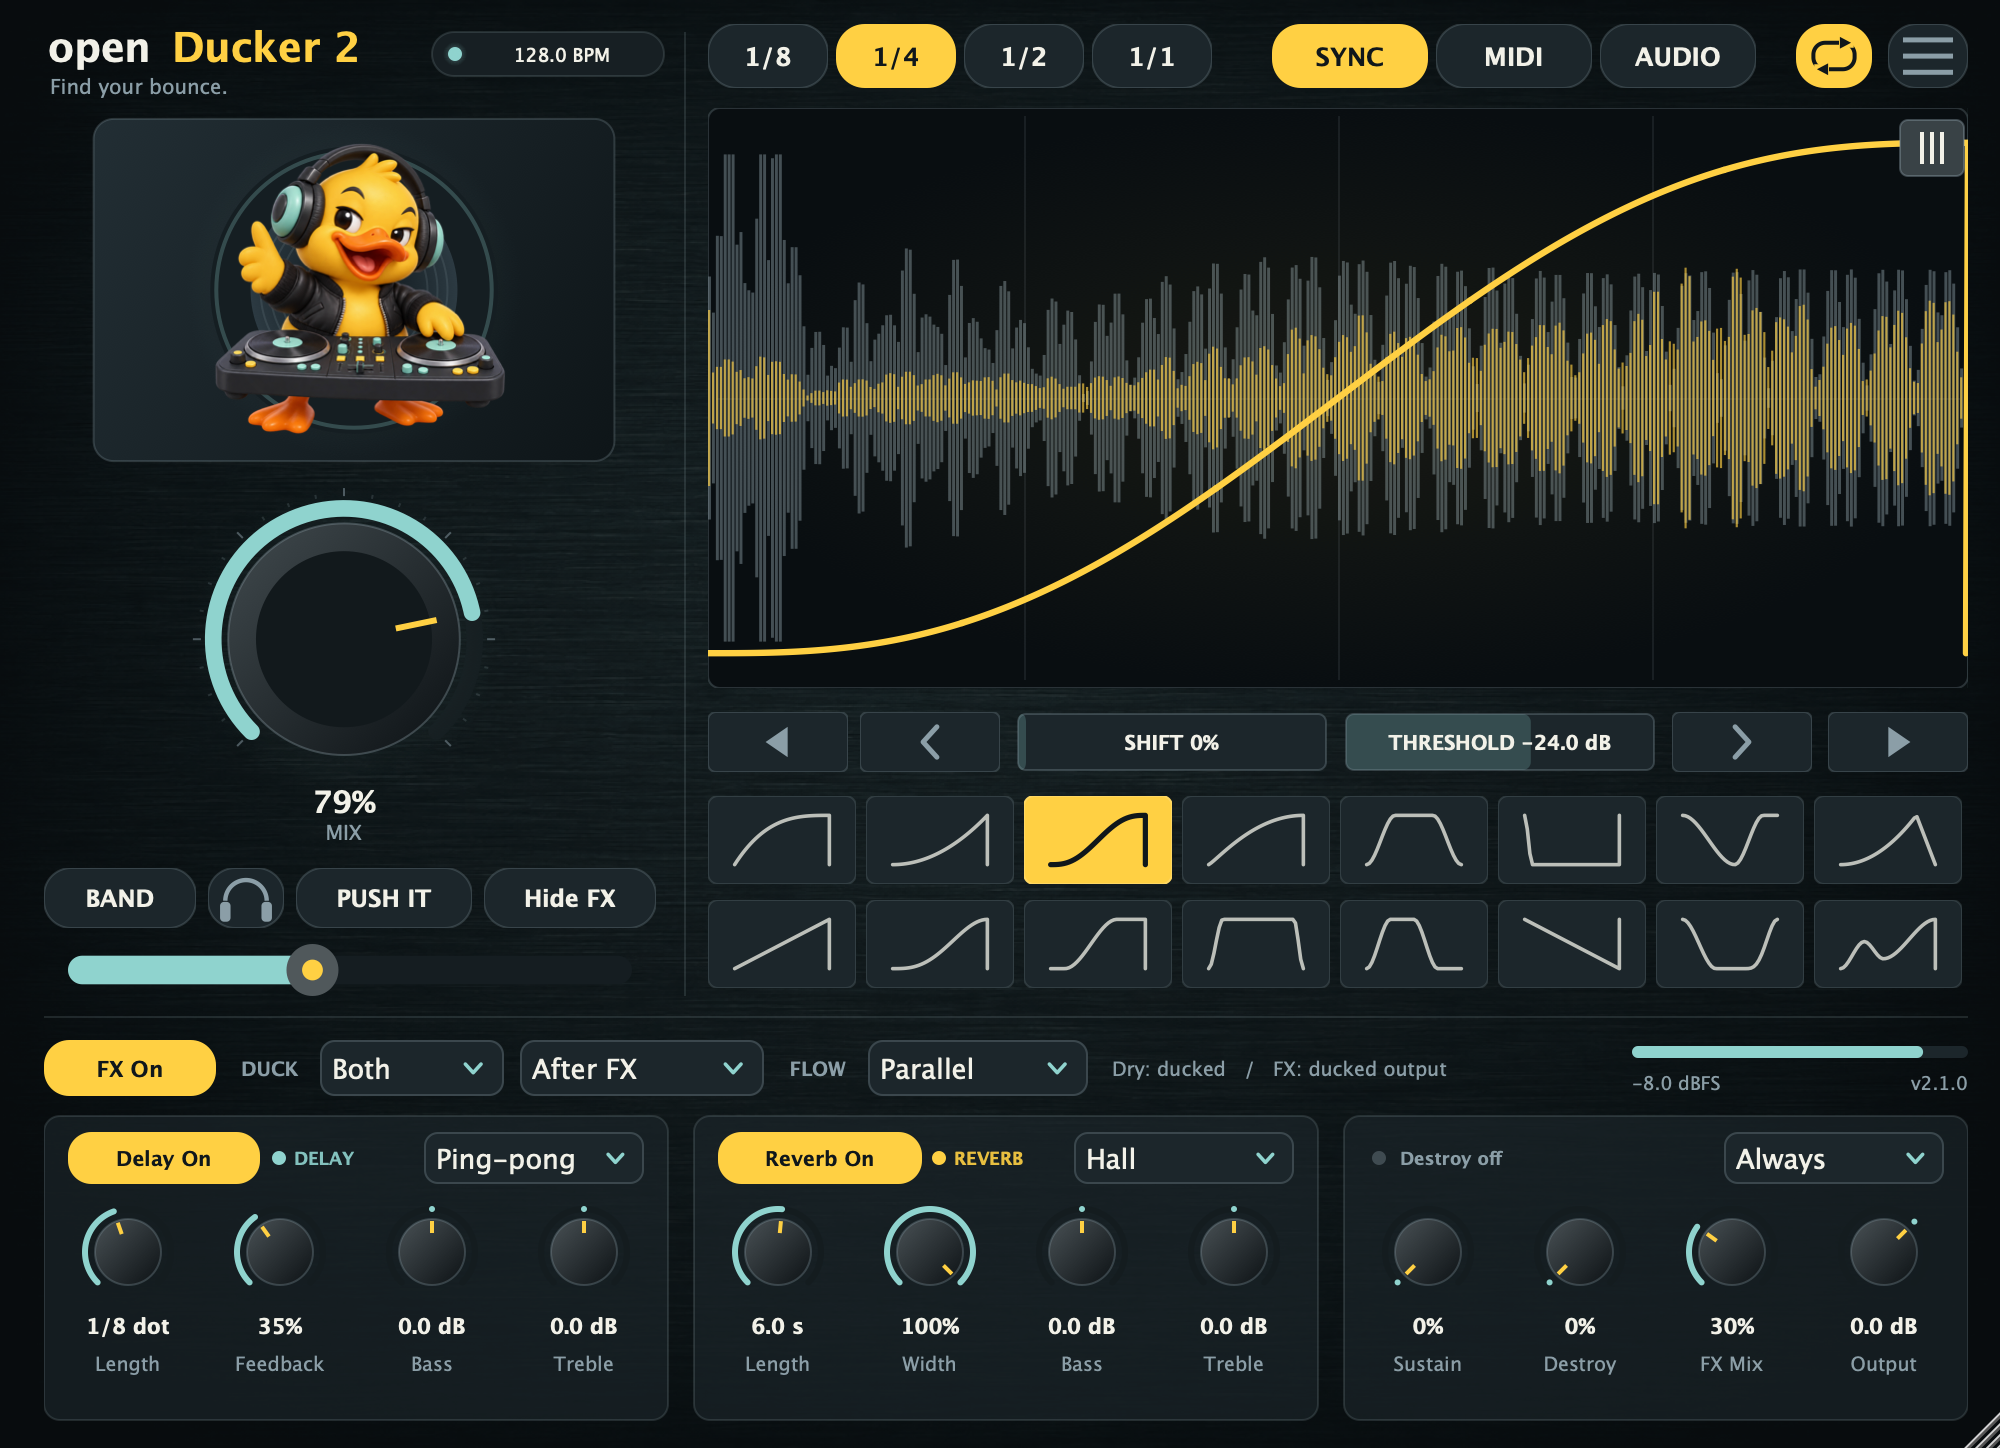 open Ducker 2
128.0 BPM
Find your bounce.
1/8
1/4
1/2
1/1
SYNC
MIDI
AUDIO
SHIFT 0%
THRESHOLD -24.0 dB
79%
MIX
BAND
PUSH IT
Hide FX
FX On
DUCK
Both
After FX
FLOW
Parallel
Dry: ducked / FX: ducked output
-8.0 dBFS
v2.1.0
Delay On
DELAY
Ping-pong
1/8 dot
35%
0.0 dB
0.0 dB
Length
Feedback
Bass
Treble
Reverb On
REVERB
Hall
6.0 s
100%
0.0 dB
0.0 dB
Length
Width
Bass
Treble
Destroy off
Always
0%
0%
30%
0.0 dB
Sustain
Destroy
FX Mix
Output